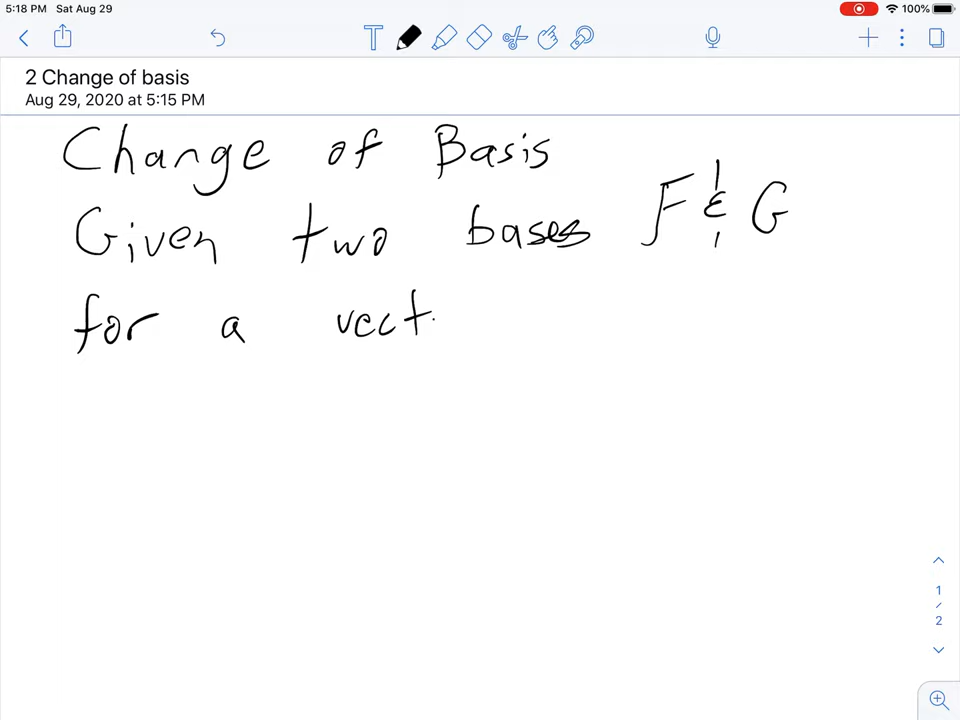 5:18 PM Sat Aug 29 100%
2 Change of basis
Aug 29, 2020 at 5:15 PM
Change of Basis
Given two bases F & G
for a vect
1
/
2